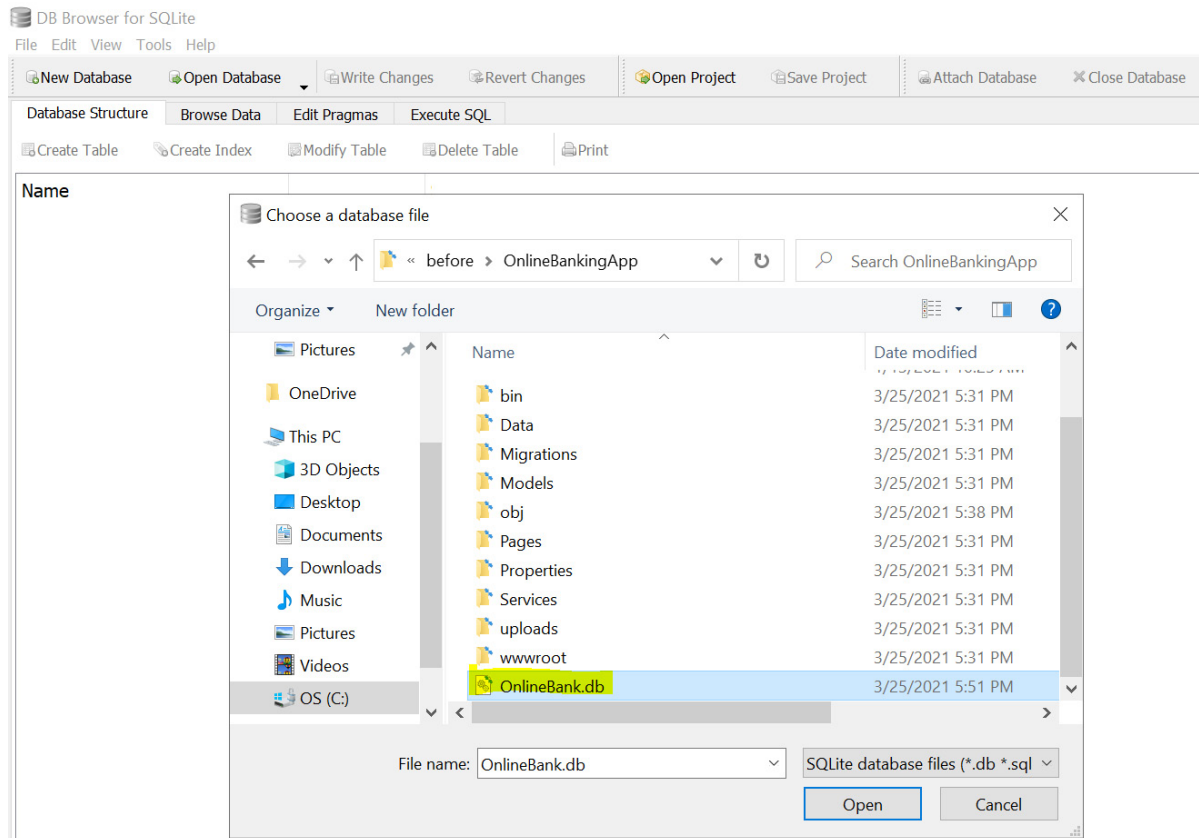 DB Browser for SQLite
File Edit View Tools Help
New Database Open Database Write Changes Revert Changes Open Project Save Project Attach Database Close Database
Database Structure Browse Data Edit Pragmas Execute SQL
Create Table Create Index Modify Table Delete Table Print
Name
Choose a database file
« before > OnlineBankingApp Search OnlineBankingApp
Organize New folder
Pictures Name Date modified
bin 3/25/2021 5:31 PM
OneDrive
Data 3/25/2021 5:31 PM
This PC
Migrations 3/25/2021 5:31 PM
3D Objects
Models 3/25/2021 5:31 PM
Desktop
obj 3/25/2021 5:38 PM
Documents
Pages 3/25/2021 5:31 PM
Downloads
Properties 3/25/2021 5:31 PM
Music
Services 3/25/2021 5:31 PM
Pictures
uploads 3/25/2021 5:31 PM
Videos
wwwroot 3/25/2021 5:31 PM
OS (C:)
OnlineBank.db 3/25/2021 5:51 PM
File name: OnlineBank.db SQLite database files (*.db *.sql
Open Cancel